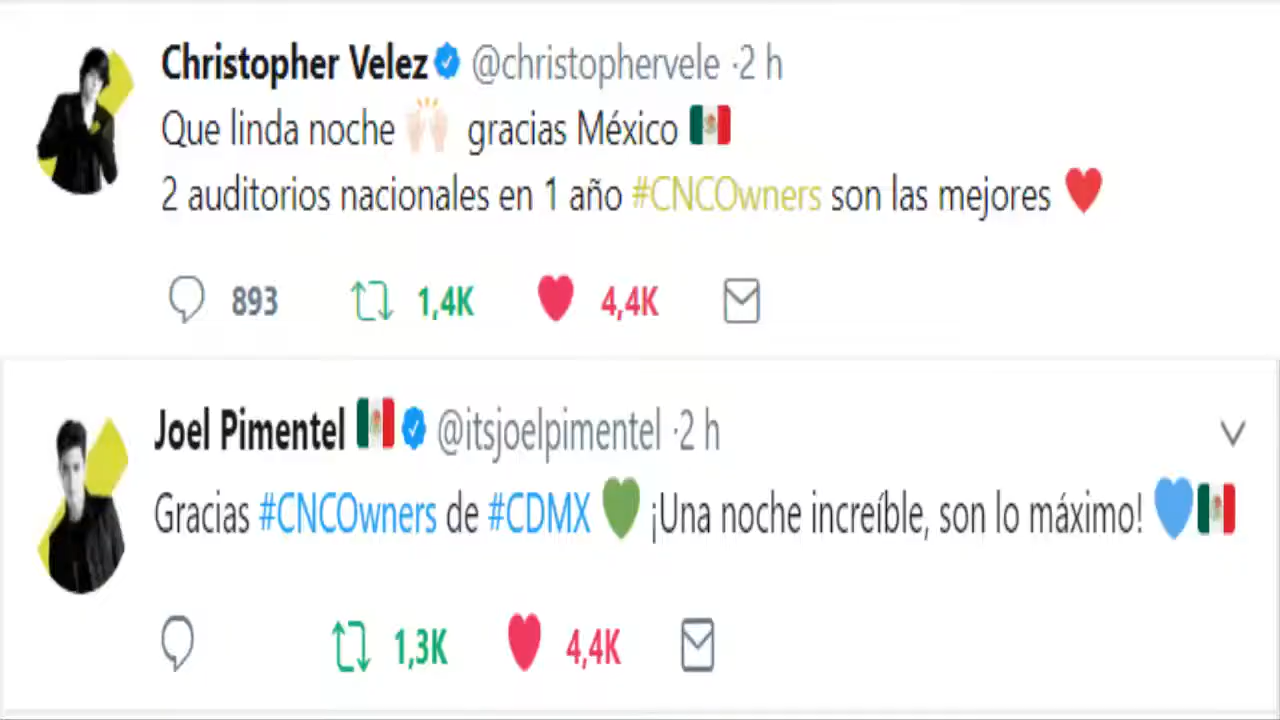 Christopher Velez @christophervele ·2 h
Que linda noche 🙌🏻 gracias México 🇲🇽
2 auditorios nacionales en 1 año #CNCOwners son las mejores ❤️
893 1,4K 4,4K
Joel Pimentel 🇲🇽 @itsjoelpimentel ·2 h
Gracias #CNCOwners de #CDMX 💚 ¡Una noche increíble, son lo máximo! 💙🇲🇽
1,3K 4,4K